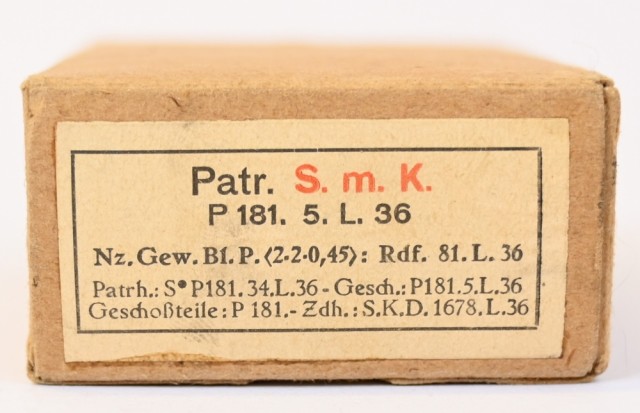 Patr. S. m. K.
P 181. 5. L. 36
Nz. Gew. Bl. P. ⟨2·2·0,45⟩: Rdf. 81. L. 36
Patrh.: S* P181.34.L.36 - Gesch.: P181.5.L.36
Geschoßteile: P 181.- Zdh.: S.K.D. 1678.L.36